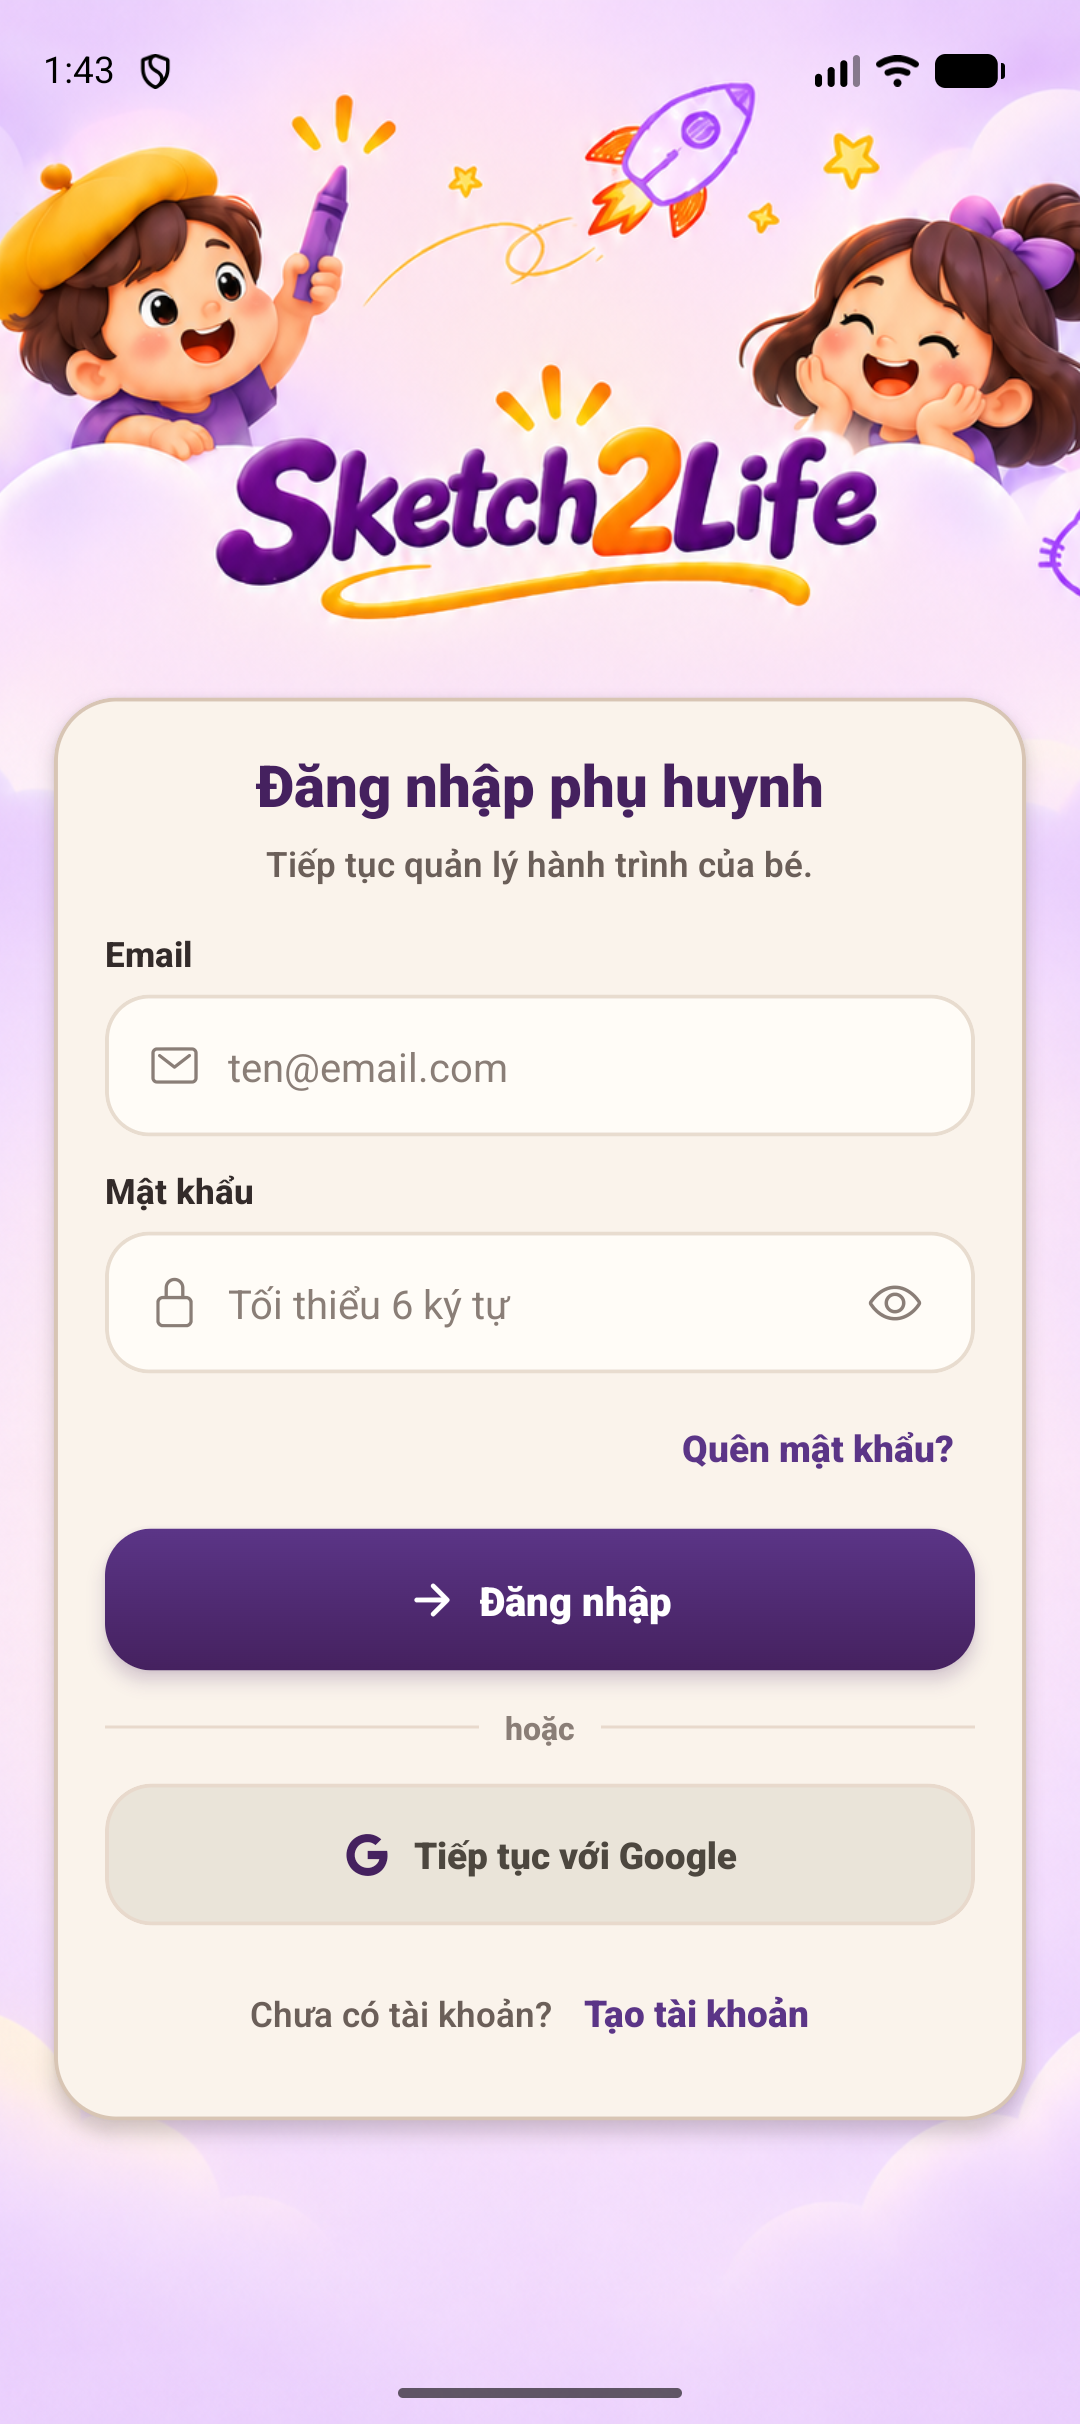 1:43
Sketch2Life
Đăng nhập phụ huynh
Tiếp tục quản lý hành trình của bé.
Email
ten@email.com
Mật khẩu
Tối thiểu 6 ký tự
Quên mật khẩu?
Đăng nhập
hoặc
Tiếp tục với Google
Chưa có tài khoản? Tạo tài khoản